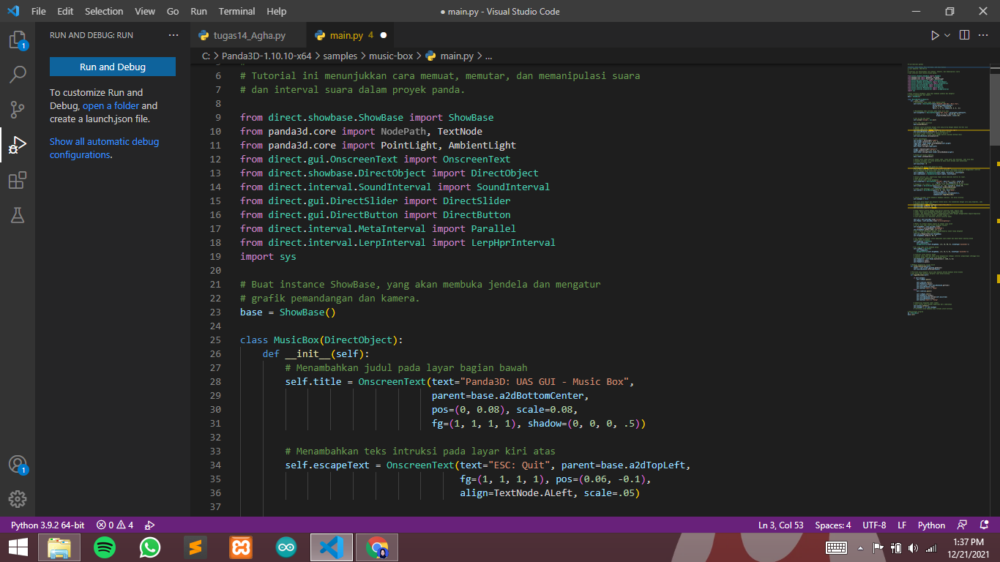 File Edit Selection View Go Run Terminal Help
● main.py - Visual Studio Code
RUN AND DEBUG: RUN ···
Run and Debug
To customize Run and
Debug, open a folder and
create a launch.json file.
Show all automatic debug
configurations.
1
1
tugas14_Agha.py
main.py 4 ●
C: > Panda3D-1.10.10-x64 > samples > music-box > main.py > ...
6 # Tutorial ini menunjukkan cara memuat, memutar, dan memanipulasi suara
7 # dan interval suara dalam proyek panda.
8
9 from direct.showbase.ShowBase import ShowBase
10 from panda3d.core import NodePath, TextNode
11 from panda3d.core import PointLight, AmbientLight
12 from direct.gui.OnscreenText import OnscreenText
13 from direct.showbase.DirectObject import DirectObject
14 from direct.interval.SoundInterval import SoundInterval
15 from direct.gui.DirectSlider import DirectSlider
16 from direct.gui.DirectButton import DirectButton
17 from direct.interval.MetaInterval import Parallel
18 from direct.interval.LerpInterval import LerpHprInterval
19 import sys
20
21 # Buat instance ShowBase, yang akan membuka jendela dan mengatur
22 # grafik pemandangan dan kamera.
23 base = ShowBase()
24
25 class MusicBox(DirectObject):
26     def __init__(self):
27         # Menambahkan judul pada layar bagian bawah
28         self.title = OnscreenText(text="Panda3D: UAS GUI - Music Box",
29                                   parent=base.a2dBottomCenter,
30                                   pos=(0, 0.08), scale=0.08,
31                                   fg=(1, 1, 1, 1), shadow=(0, 0, 0, .5))
32
33         # Menambahkan teks intruksi pada layar kiri atas
34         self.escapeText = OnscreenText(text="ESC: Quit", parent=base.a2dTopLeft,
35                                        fg=(1, 1, 1, 1), pos=(0.06, -0.1),
36                                        align=TextNode.ALeft, scale=.05)
37
Python 3.9.2 64-bit 0 4
Ln 3, Col 53 Spaces: 4 UTF-8 LF Python
1:37 PM
12/21/2021